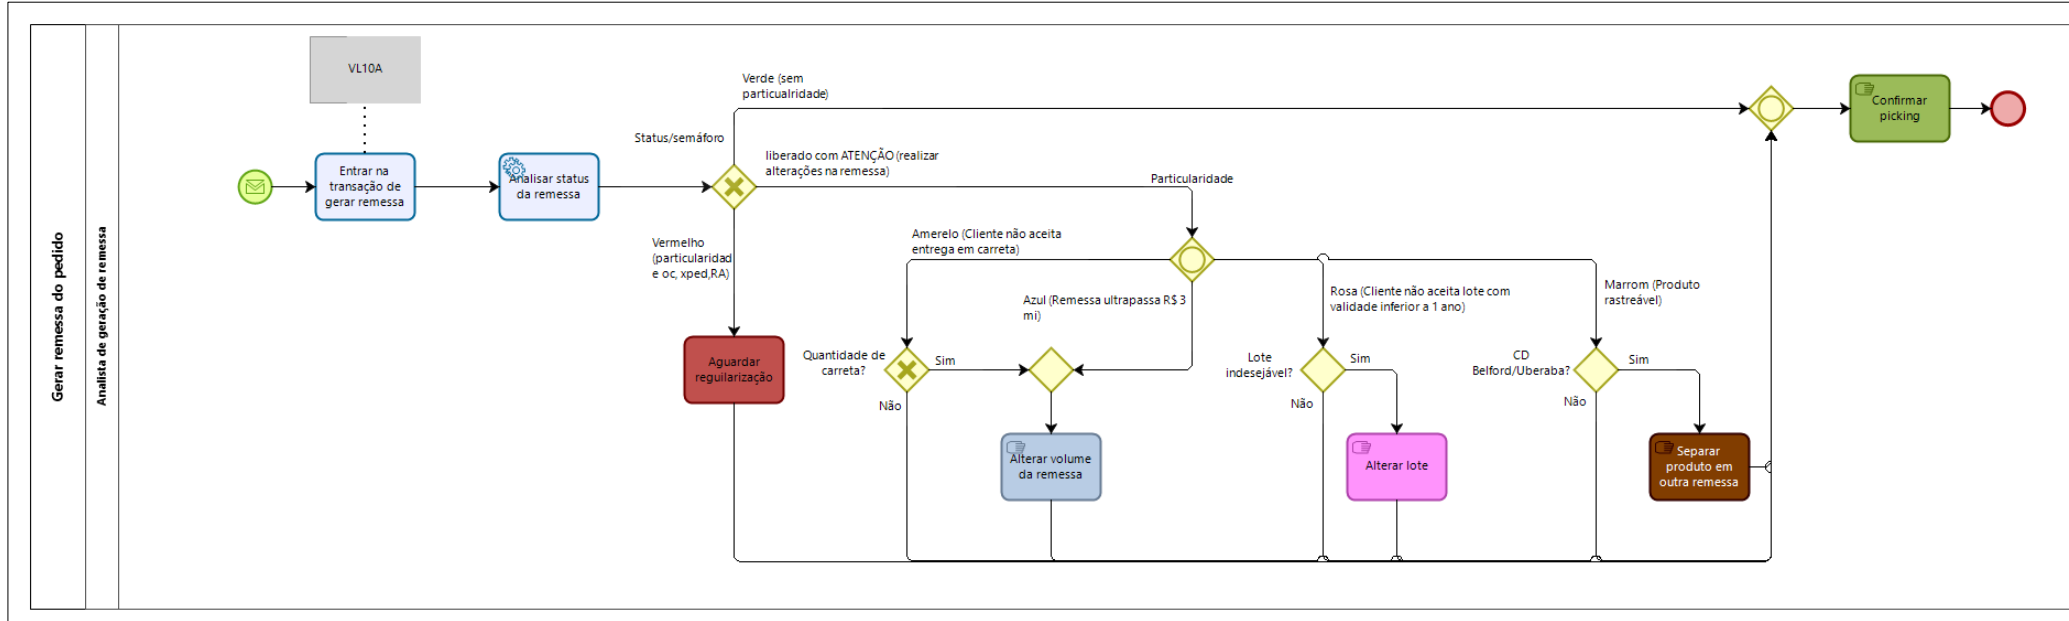 Gerar remessa do pedido
Analista de geração de remessa
VL10A
Entrar na
transação de
gerar remessa
Analisar status
da remessa
Status/semáforo
Verde (sem
particualridade)
liberado com ATENÇÃO (realizar
alterações na remessa)
Particularidade
Vermelho
(particularidad
e oc, xped,RA)
Aguardar
reguilarização
Amerelo (Cliente não aceita
entrega em carreta)
Azul (Remessa ultrapassa R$ 3
mi)
Rosa (Cliente não aceita lote com
validade inferior a 1 ano)
Marrom (Produto
rastreável)
Quantidade de
carreta?
Sim
Não
Alterar volume
da remessa
Lote
indesejável?
Sim
Não
Alterar lote
CD
Belford/Uberaba?
Sim
Não
Separar
produto em
outra remessa
Confirmar
picking